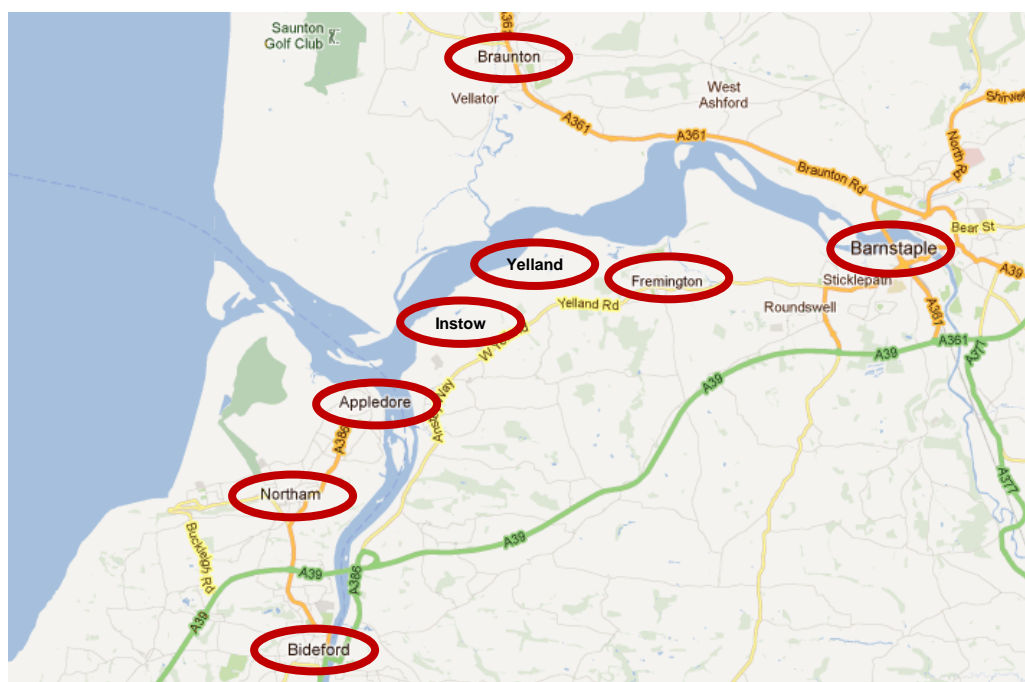 A361
Saunton
Golf Club
Braunton
Vellator
West
Ashford
A361
A361
North Rd
Braunton Rd
Bear St
Barnstaple
A39
Yelland
Fremington
Sticklepath
Roundswell
Yelland Rd
Instow
A361
A361
A377
A39
A39
Appledore
A386
Northam
A377
Buckleigh Rd
A39
A39
A386
A39
Bideford